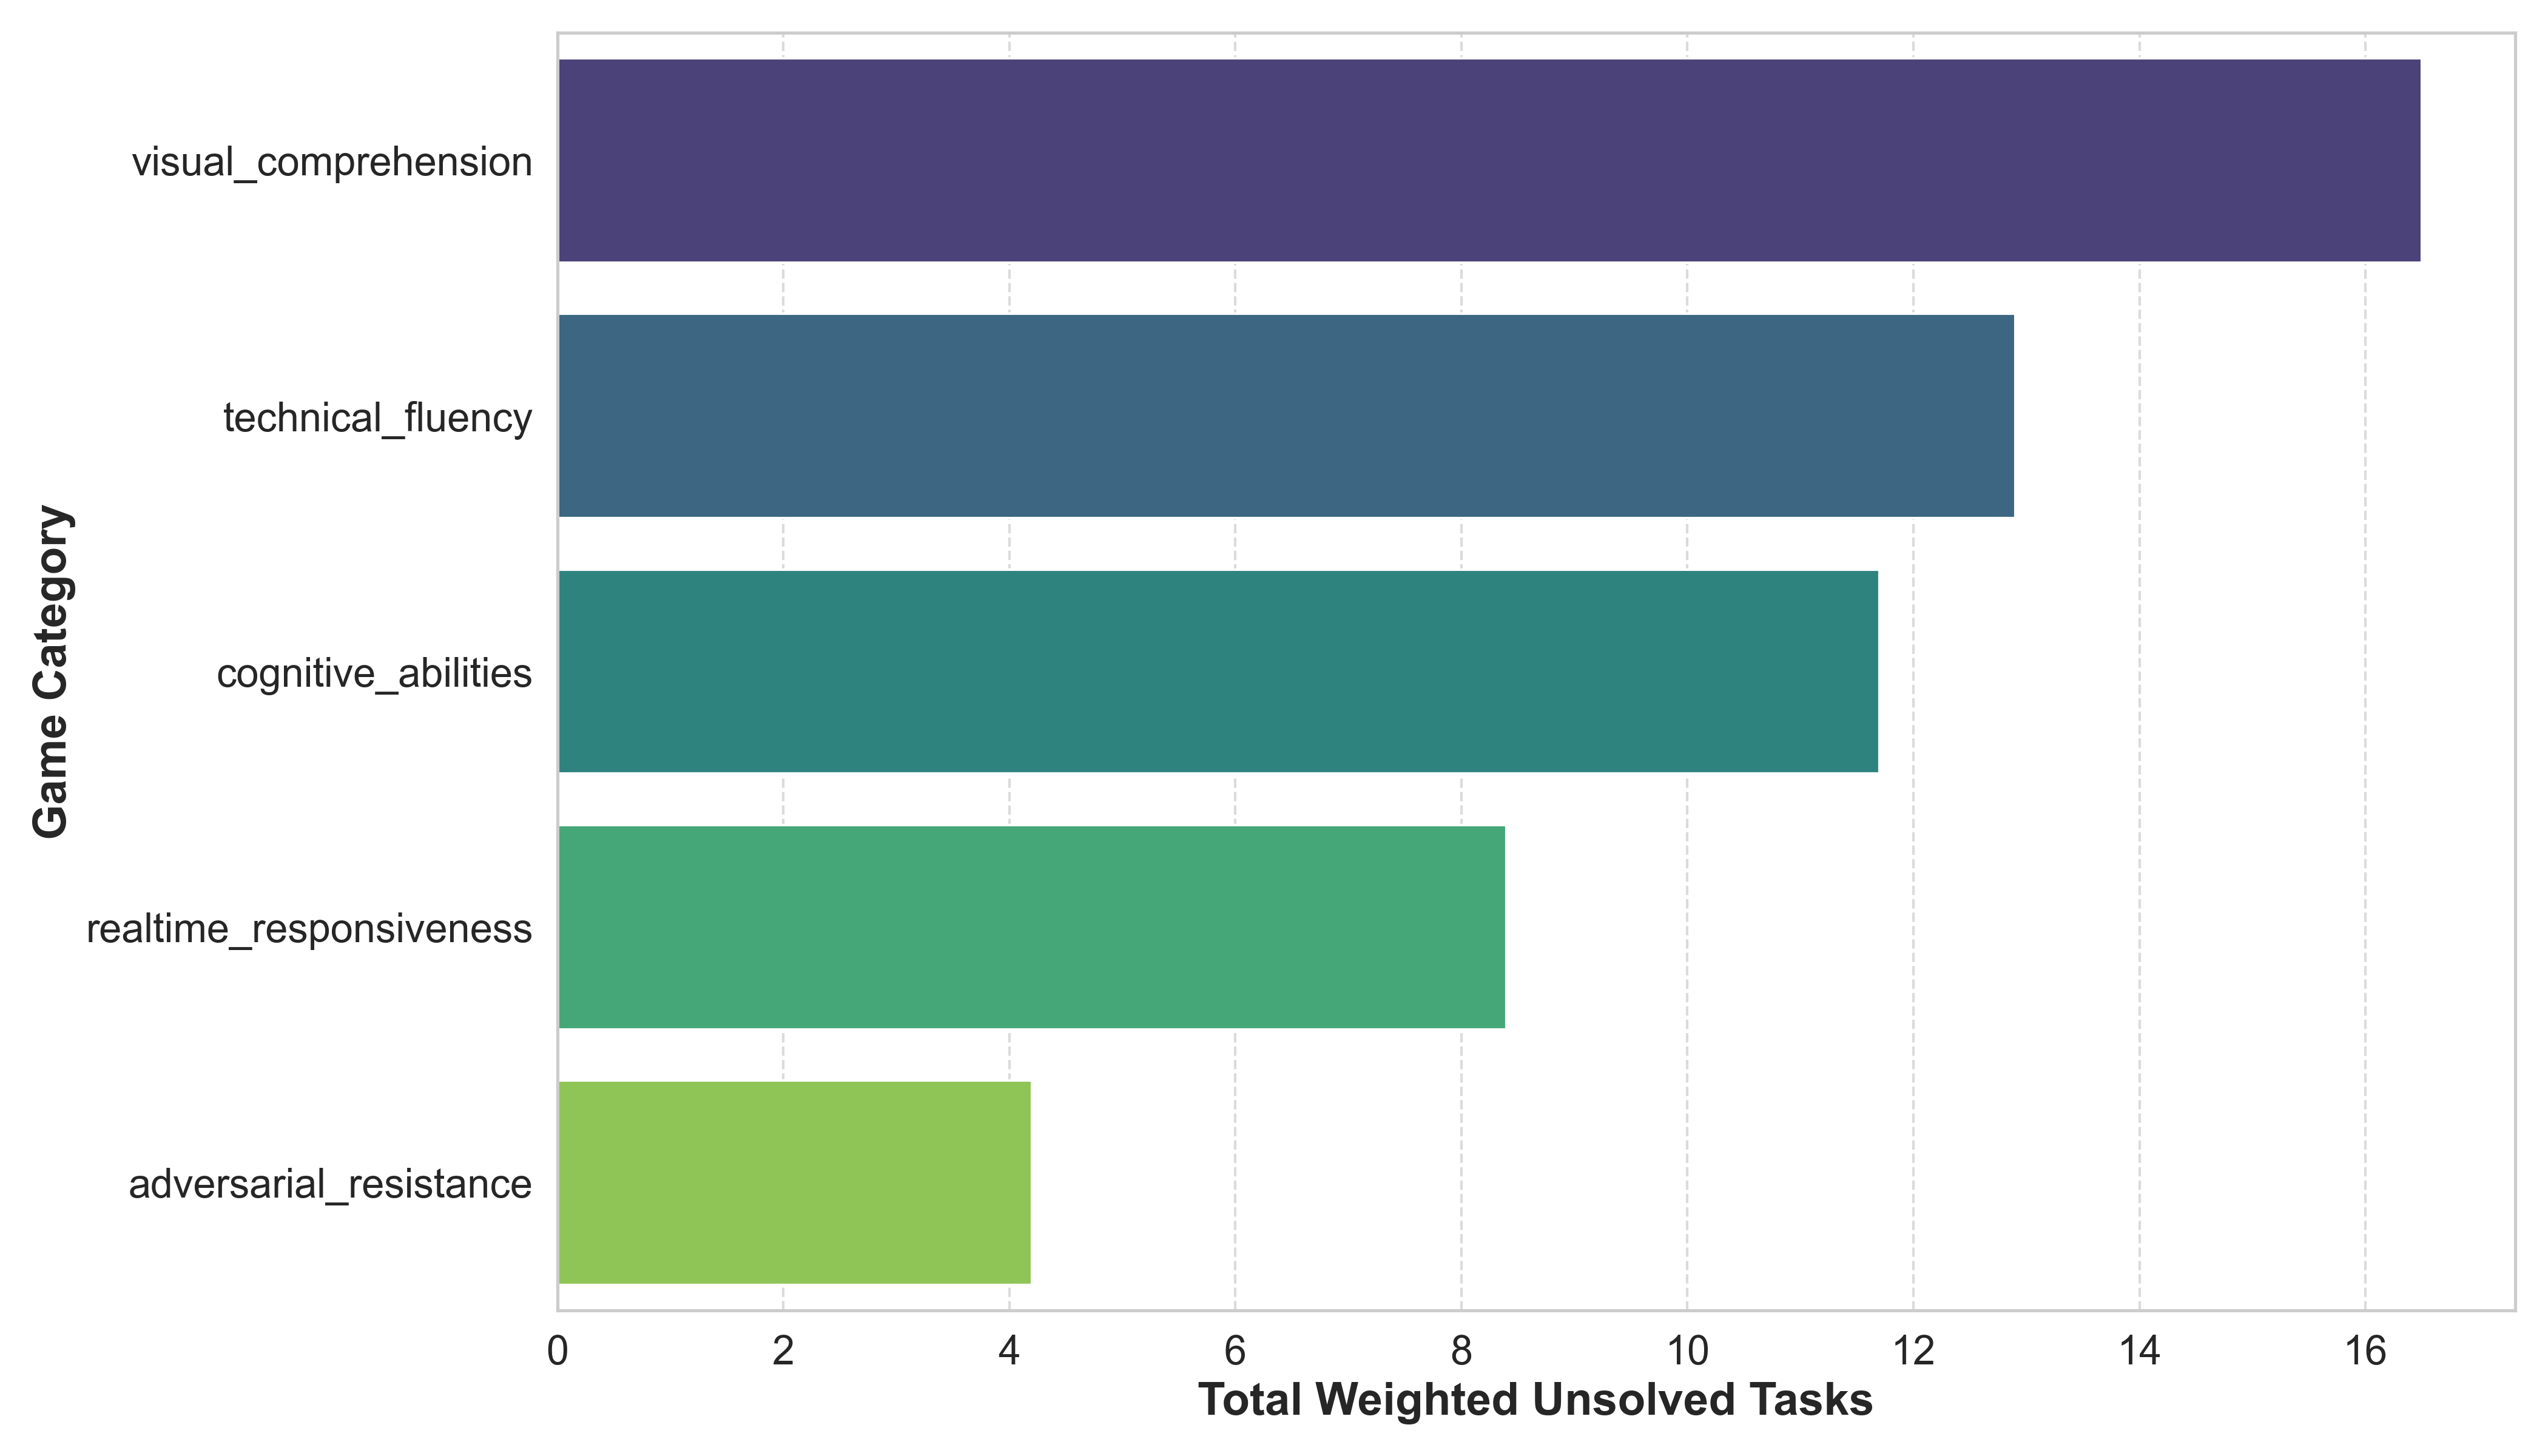 Game Category
visual_comprehension
technical_fluency
cognitive_abilities
realtime_responsiveness
adversarial_resistance
0 2 4 6 8 10 12 14 16
Total Weighted Unsolved Tasks